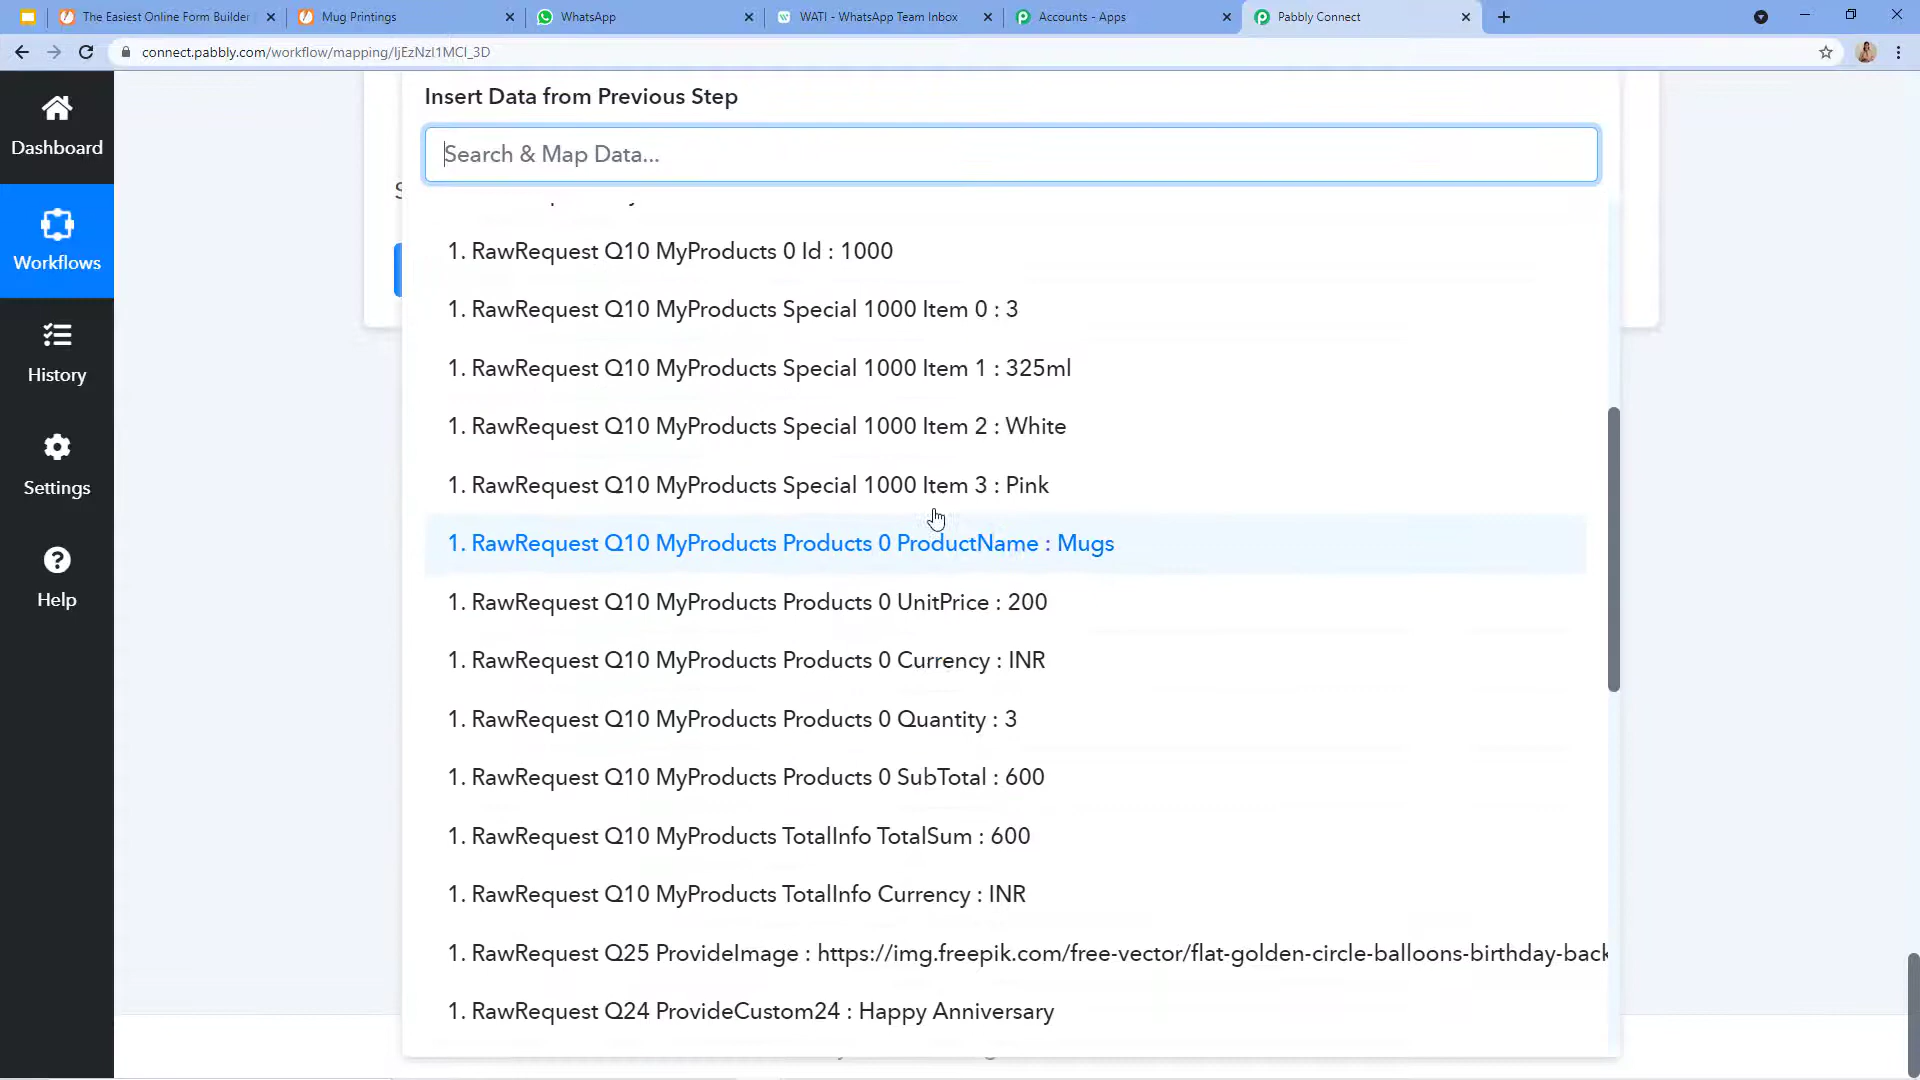 The Easiest Online Form Builder
Mug Printings
WhatsApp
WATI - WhatsApp Team Inbox
Accounts - Apps
Pabbly Connect
connect.pabbly.com/workflow/mapping/IjEzNzI1MCI_3D
Dashboard
Workflows
History
Settings
Help
Insert Data from Previous Step
Search & Map Data...
1. RawRequest Q10 MyProducts 0 Id : 1000
1. RawRequest Q10 MyProducts Special 1000 Item 0 : 3
1. RawRequest Q10 MyProducts Special 1000 Item 1 : 325ml
1. RawRequest Q10 MyProducts Special 1000 Item 2 : White
1. RawRequest Q10 MyProducts Special 1000 Item 3 : Pink
1. RawRequest Q10 MyProducts Products 0 ProductName : Mugs
1. RawRequest Q10 MyProducts Products 0 UnitPrice : 200
1. RawRequest Q10 MyProducts Products 0 Currency : INR
1. RawRequest Q10 MyProducts Products 0 Quantity : 3
1. RawRequest Q10 MyProducts Products 0 SubTotal : 600
1. RawRequest Q10 MyProducts TotalInfo TotalSum : 600
1. RawRequest Q10 MyProducts TotalInfo Currency : INR
1. RawRequest Q25 ProvideImage : https://img.freepik.com/free-vector/flat-golden-circle-balloons-birthday-back
1. RawRequest Q24 ProvideCustom24 : Happy Anniversary